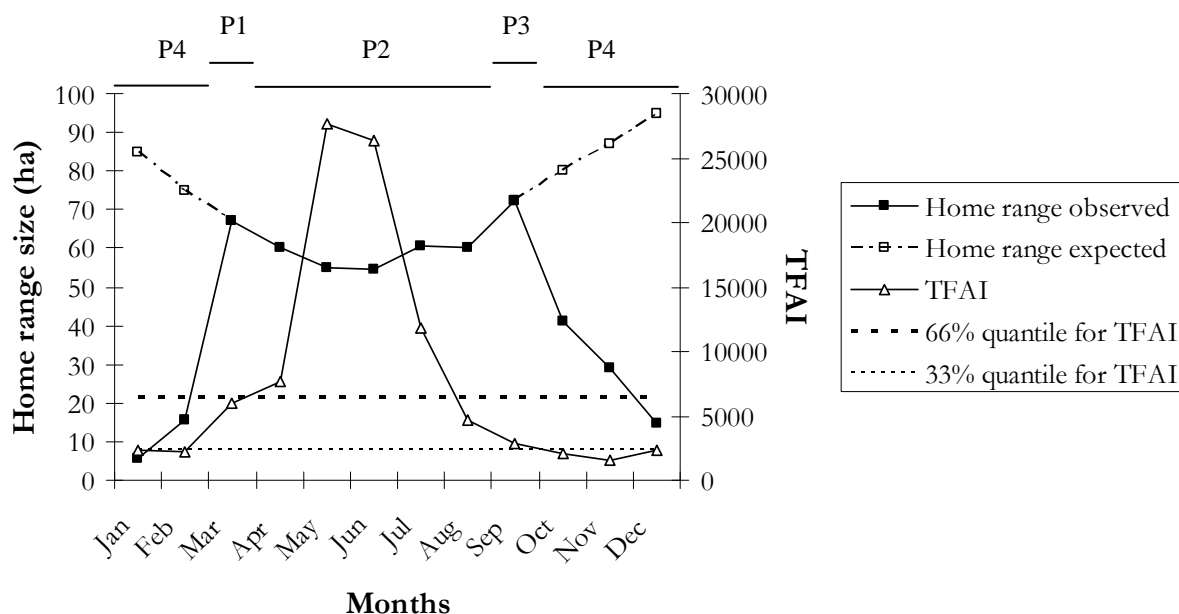 P1 P3
P4 P2 P4
100 30000
90
80 25000
70 20000
60
50 15000
40
30 10000
20 5000
10
0 0
Home range size (ha)
TFAI
Jan Feb Mar Apr May Jun Jul Aug Sep Oct Nov Dec
Months
Home range observed
Home range expected
TFAI
66% quantile for TFAI
33% quantile for TFAI